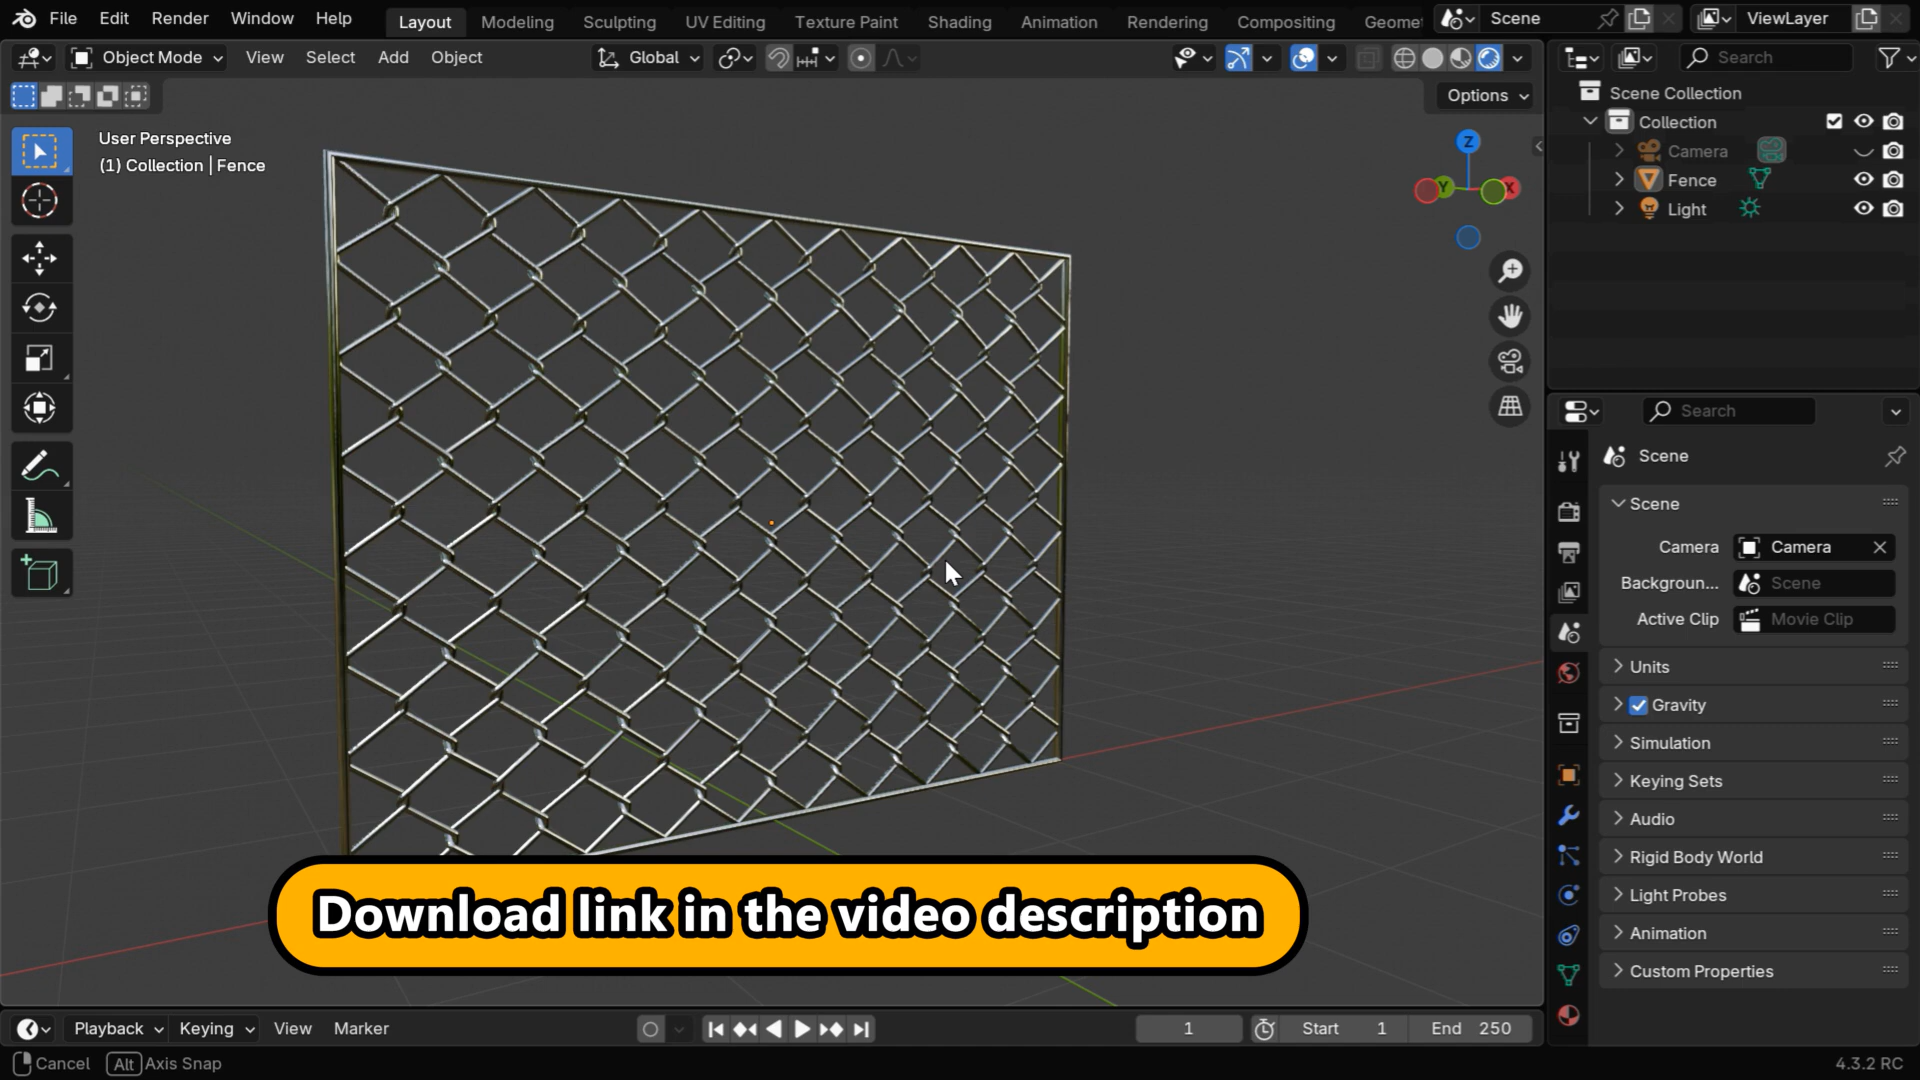 File Edit Render Window Help Layout Modeling Sculpting UV Editing Texture Paint Shading Animation Rendering Compositing Geomet Scene ViewLayer
Object Mode View Select Add Object Global Search
Options
User Perspective
(1) Collection | Fence
Z
Y
X
Scene Collection
Collection
Camera
Fence
Light
Search
Scene
Scene
Camera Camera
Backgroun... Scene
Active Clip Movie Clip
Units
Gravity
Simulation
Keying Sets
Audio
Rigid Body World
Light Probes
Animation
Custom Properties
Download link in the video description
Playback Keying View Marker 1 Start 1 End 250
Cancel Alt Axis Snap 4.3.2 RC